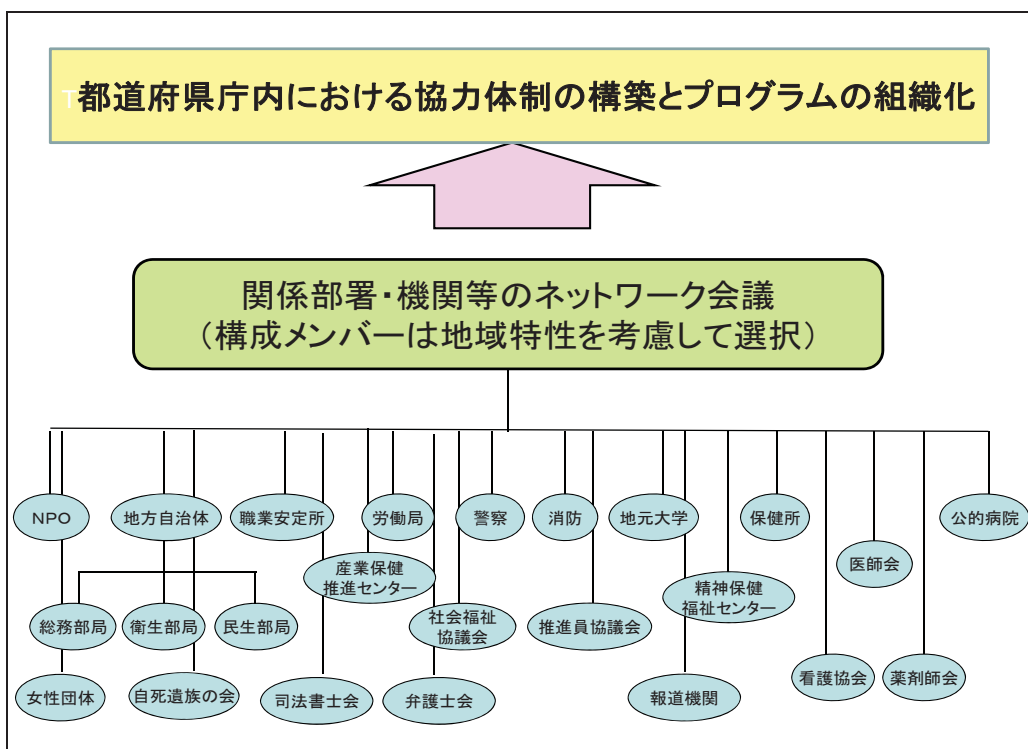 T都道府県庁内における協力体制の構築とプログラムの組織化
関係部署・機関等のネットワーク会議
（構成メンバーは地域特性を考慮して選択）
NPO
地方自治体
職業安定所
労働局
警察
消防
地元大学
保健所
公的病院
産業保健
推進センター
医師会
精神保健
福祉センター
総務部局
衛生部局
民生部局
社会福祉
協議会
推進員協議会
女性団体
自死遺族の会
司法書士会
弁護士会
報道機関
看護協会
薬剤師会